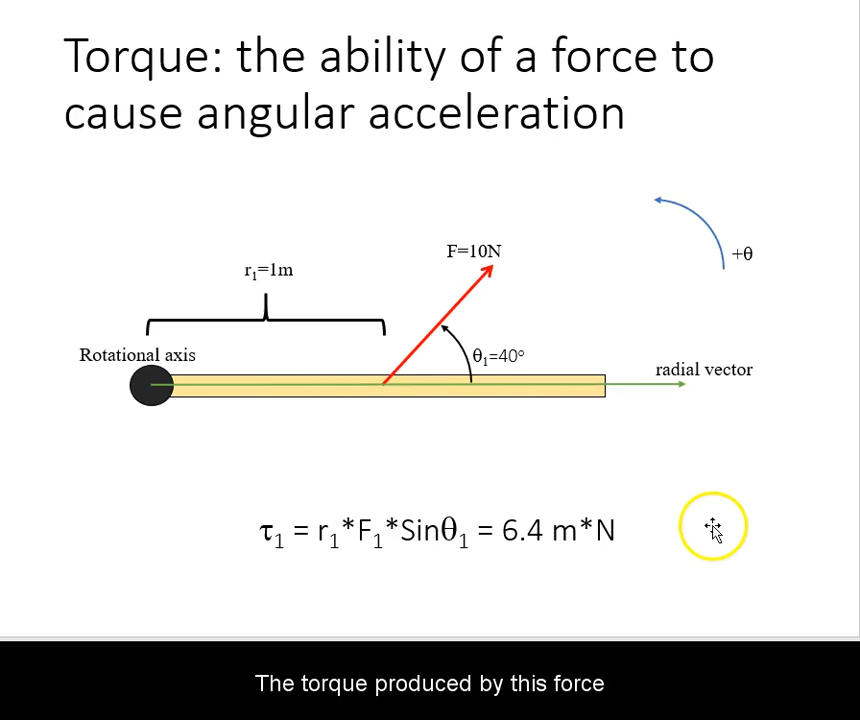 Torque: the ability of a force to
cause angular acceleration
F=10N
+θ
r₁=1m
Rotational axis
θ₁=40°
radial vector
τ₁ = r₁*F₁*Sinθ₁ = 6.4 m*N
The torque produced by this force